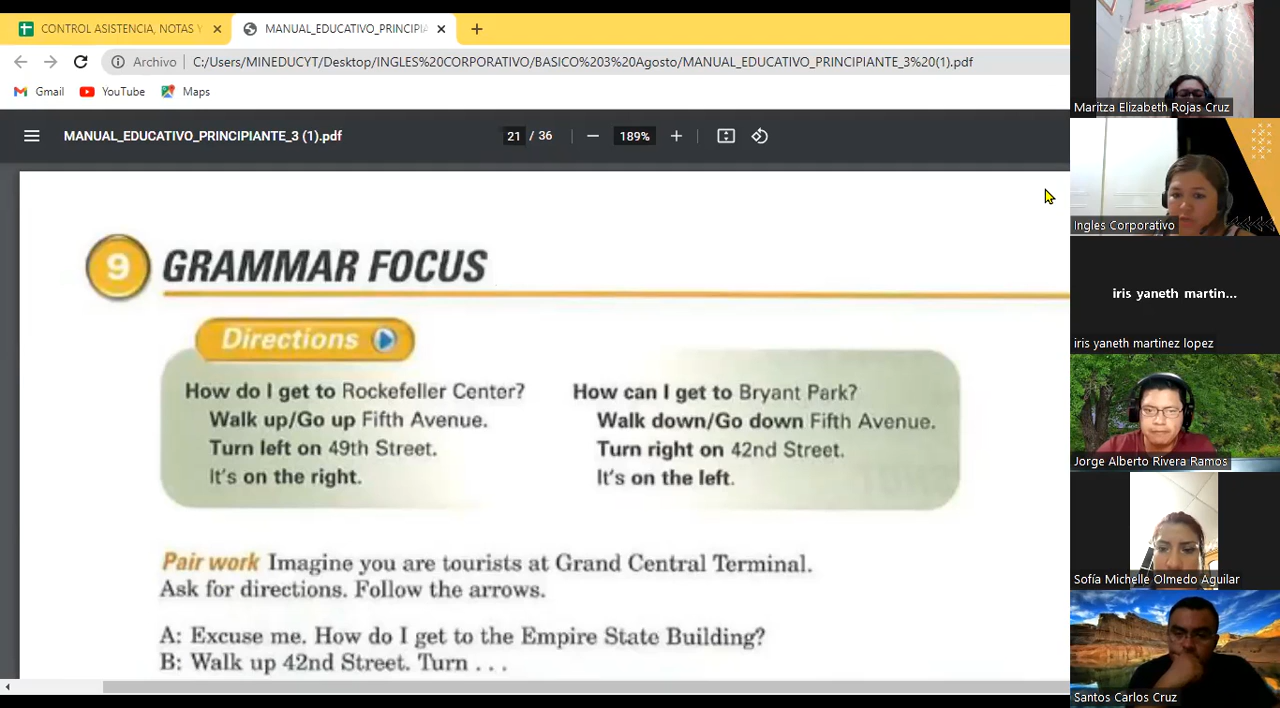 CONTROL ASISTENCIA, NOTAS Y
MANUAL_EDUCATIVO_PRINCIPIA
Archivo
C:/Users/MINEDUCYT/Desktop/INGLES%20CORPORATIVO/BASICO%203%20Agosto/MANUAL_EDUCATIVO_PRINCIPIANTE_3%20(1).pdf
Gmail
YouTube
Maps
MANUAL_EDUCATIVO_PRINCIPIANTE_3 (1).pdf
21 / 36
189%
9 GRAMMAR FOCUS
Directions
How do I get to Rockefeller Center?
Walk up/Go up Fifth Avenue.
Turn left on 49th Street.
It's on the right.
How can I get to Bryant Park?
Walk down/Go down Fifth Avenue.
Turn right on 42nd Street.
It's on the left.
Pair work Imagine you are tourists at Grand Central Terminal.
Ask for directions. Follow the arrows.
A: Excuse me. How do I get to the Empire State Building?
B: Walk up 42nd Street. Turn . . .
Maritza Elizabeth Rojas Cruz
Ingles Corporativo
iris yaneth martin...
iris yaneth martinez lopez
Jorge Alberto Rivera Ramos
Sofía Michelle Olmedo Aguilar
Santos Carlos Cruz